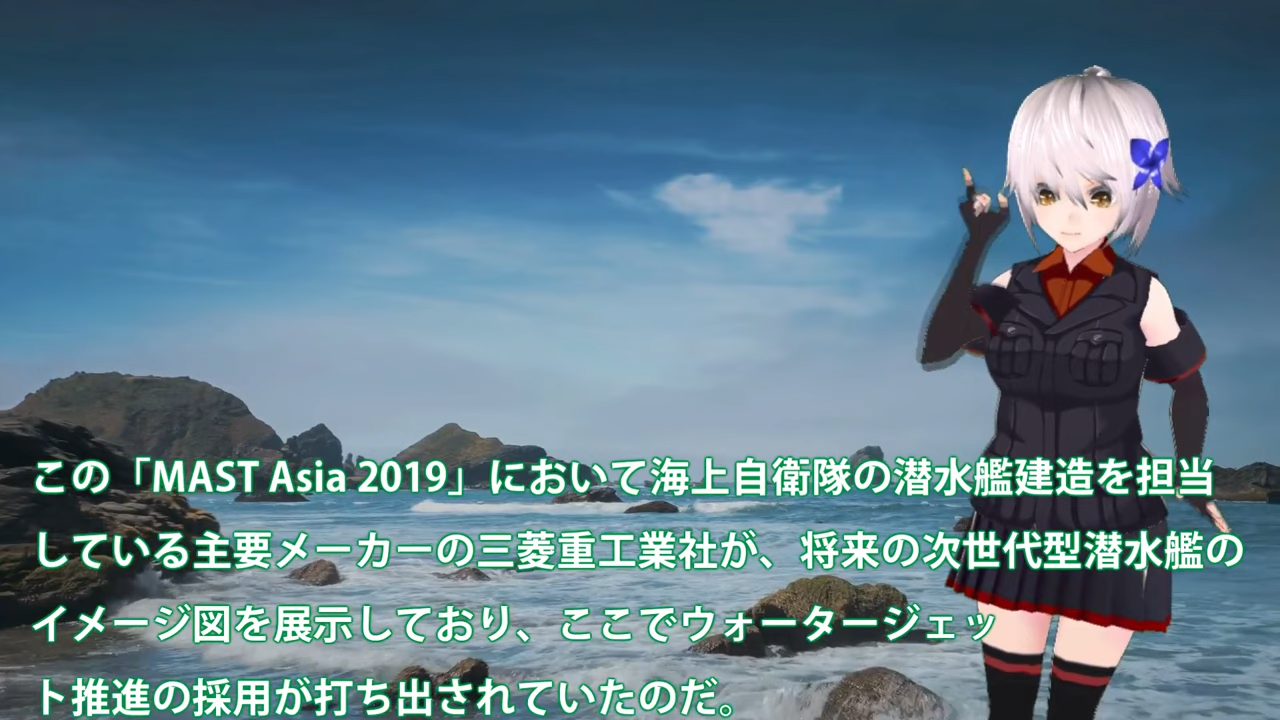 この「MAST Asia 2019」において海上自衛隊の潜水艦建造を担当
している主要メーカーの三菱重工業社が、将来の次世代型潜水艦の
イメージ図を展示しており、ここでウォータージェッ
ト推進の採用が打ち出されていたのだ。